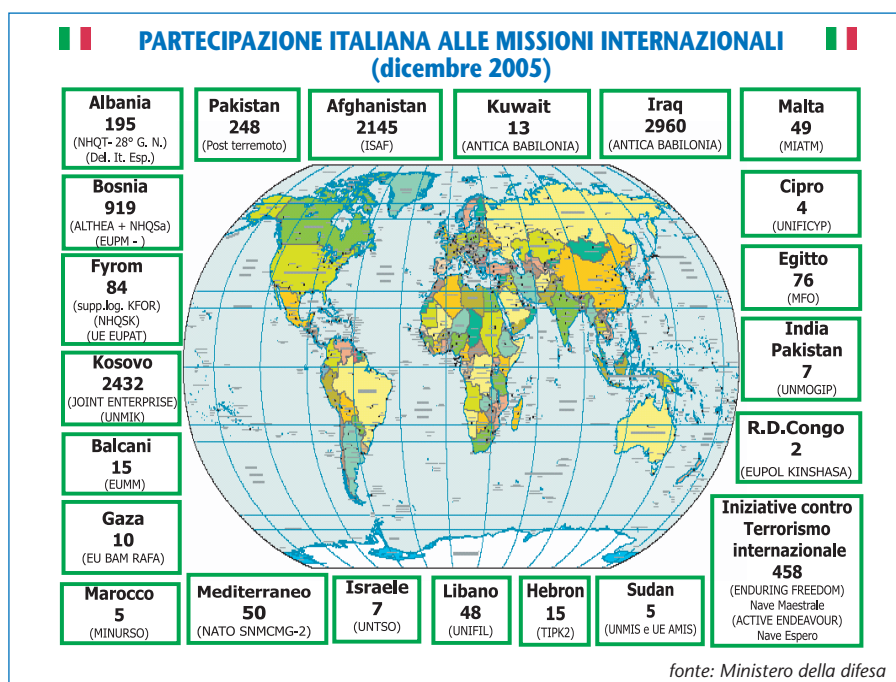 PARTECIPAZIONE ITALIANA ALLE MISSIONI INTERNAZIONALI
(dicembre 2005)
Albania
195
(NHQT- 28° G. N.)
(Del. It. Esp.)
Pakistan
248
(Post terremoto)
Afghanistan
2145
(ISAF)
Kuwait
13
(ANTICA BABILONIA)
Iraq
2960
(ANTICA BABILONIA)
Malta
49
(MIATM)
Bosnia
919
(ALTHEA + NHQSa)
(EUPM - )
Cipro
4
(UNIFICYP)
Fyrom
84
(supp.log. KFOR)
(NHQSK)
(UE EUPAT)
Egitto
76
(MFO)
India
Pakistan
7
(UNMOGIP)
Kosovo
2432
(JOINT ENTERPRISE)
(UNMIK)
R.D.Congo
2
(EUPOL KINSHASA)
Balcani
15
(EUMM)
Gaza
10
(EU BAM RAFA)
Iniziative contro
Terrorismo
internazionale
458
(ENDURING FREEDOM)
Nave Maestrale
(ACTIVE ENDEAVOUR)
Nave Espero
Marocco
5
(MINURSO)
Mediterraneo
50
(NATO SNMCMG-2)
Israele
7
(UNTSO)
Libano
48
(UNIFIL)
Hebron
15
(TIPK2)
Sudan
5
(UNMIS e UE AMIS)
fonte: Ministero della difesa